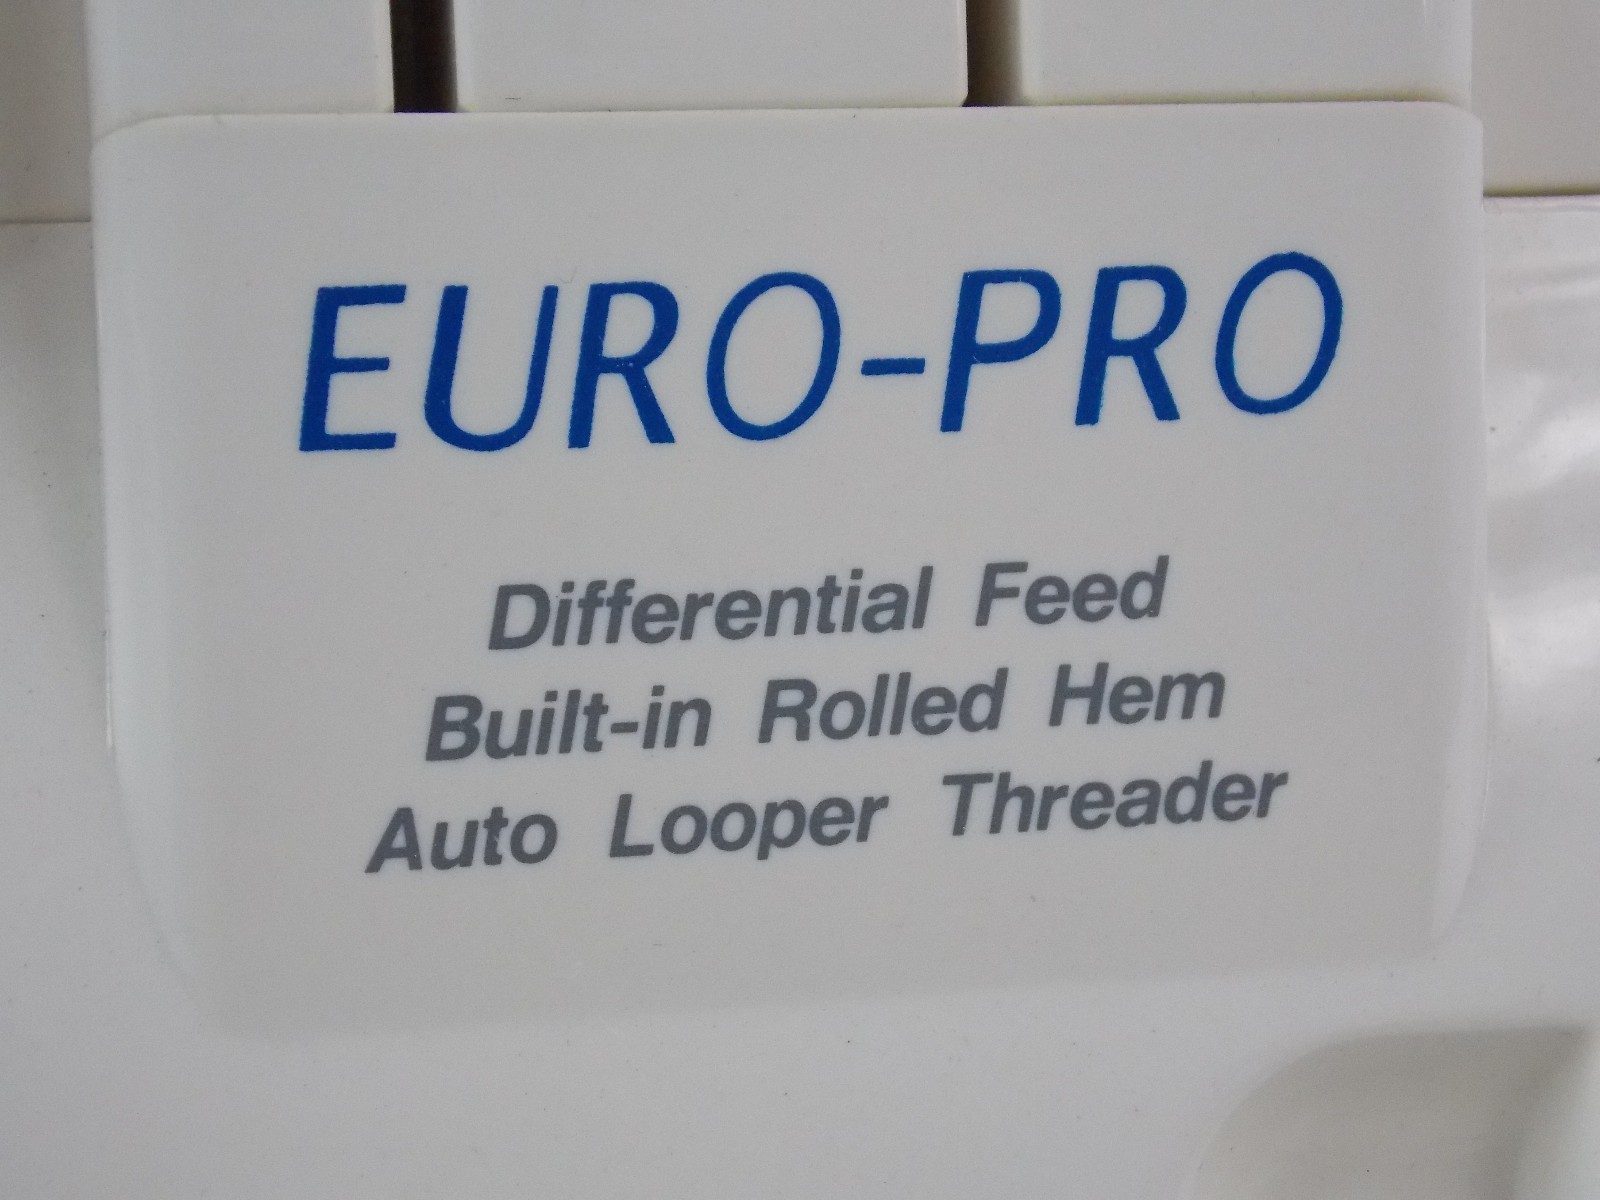 EURO-PRO
Differential Feed
Built-in Rolled Hem
Auto Looper Threader